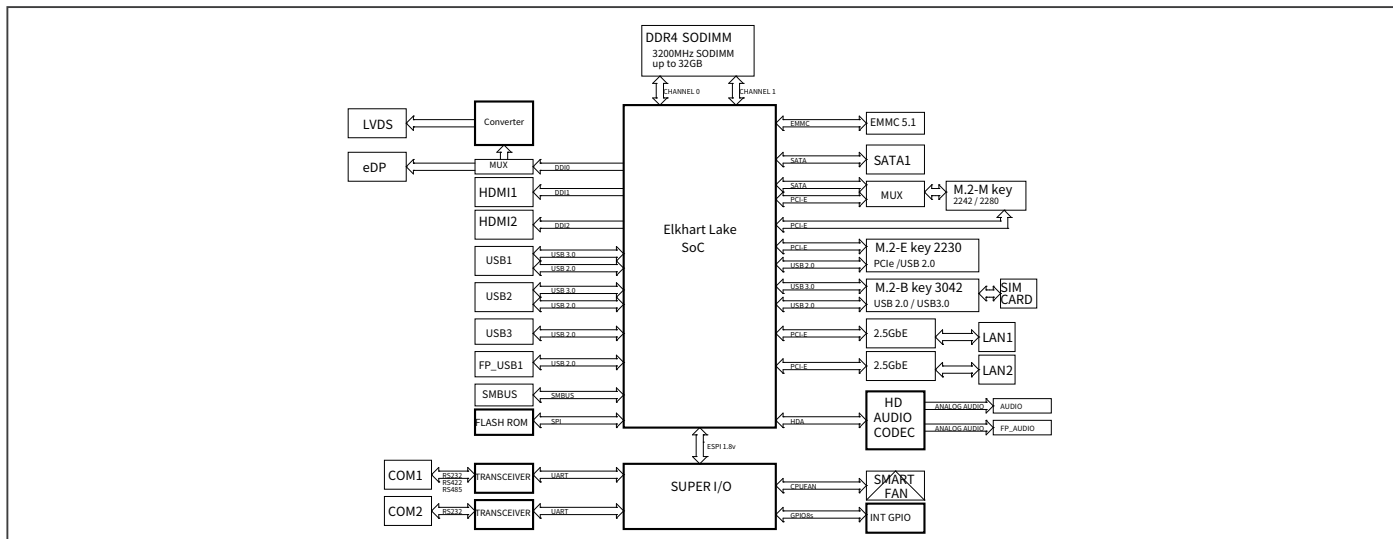 DDR4 SODIMM
3200MHz SODIMM
up to 32GB
CHANNEL 0
CHANNEL 1
LVDS
Converter
eDP
MUX
DDI0
HDMI1
DDI1
HDMI2
DDI2
USB1
USB 3.0
USB 2.0
USB2
USB 3.0
USB 2.0
USB3
USB 2.0
FP_USB1
USB 2.0
SMBUS
SMBUS
FLASH ROM
SPI
Elkhart Lake
SoC
EMMC
EMMC 5.1
SATA
SATA1
SATA
PCI-E
MUX
M.2-M key
2242 / 2280
PCI-E
PCI-E
USB 2.0
M.2-E key 2230
PCIe /USB 2.0
USB 3.0
USB 2.0
M.2-B key 3042
USB 2.0 / USB3.0
SIM
CARD
PCI-E
2.5GbE
LAN1
PCI-E
2.5GbE
LAN2
HDA
HD
AUDIO
CODEC
ANALOG AUDIO
AUDIO
ANALOG AUDIO
FP_AUDIO
ESPI 1.8v
COM1
RS232
RS422
RS485
TRANSCEIVER
UART
COM2
RS232
TRANSCEIVER
UART
SUPER I/O
CPUFAN
SMART
FAN
GPIO8s
INT GPIO